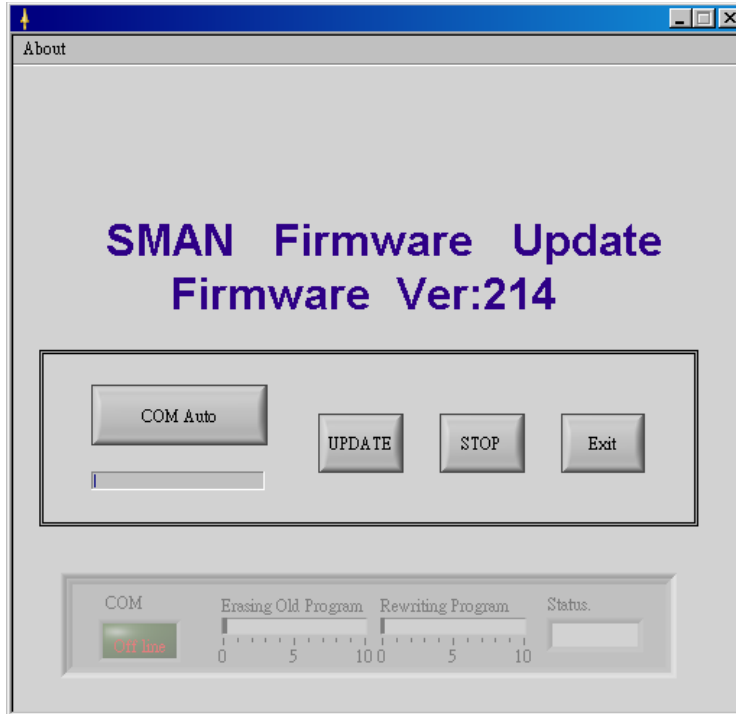 About
SMAN Firmware Update
Firmware Ver:214
COM Auto
UPDATE
STOP
Exit
COM
Off line
Erasing Old Program
0 5 10
Rewriting Program
0 5 10
Status.